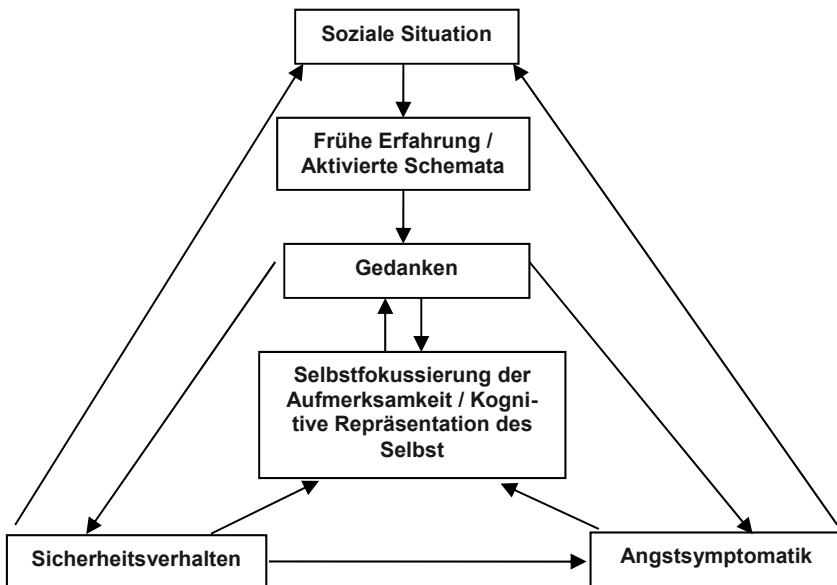 Soziale Situation
Frühe Erfahrung /
Aktivierte Schemata
Gedanken
Selbstfokussierung der
Aufmerksamkeit / Kogni-
tive Repräsentation des
Selbst
Sicherheitsverhalten
Angstsymptomatik